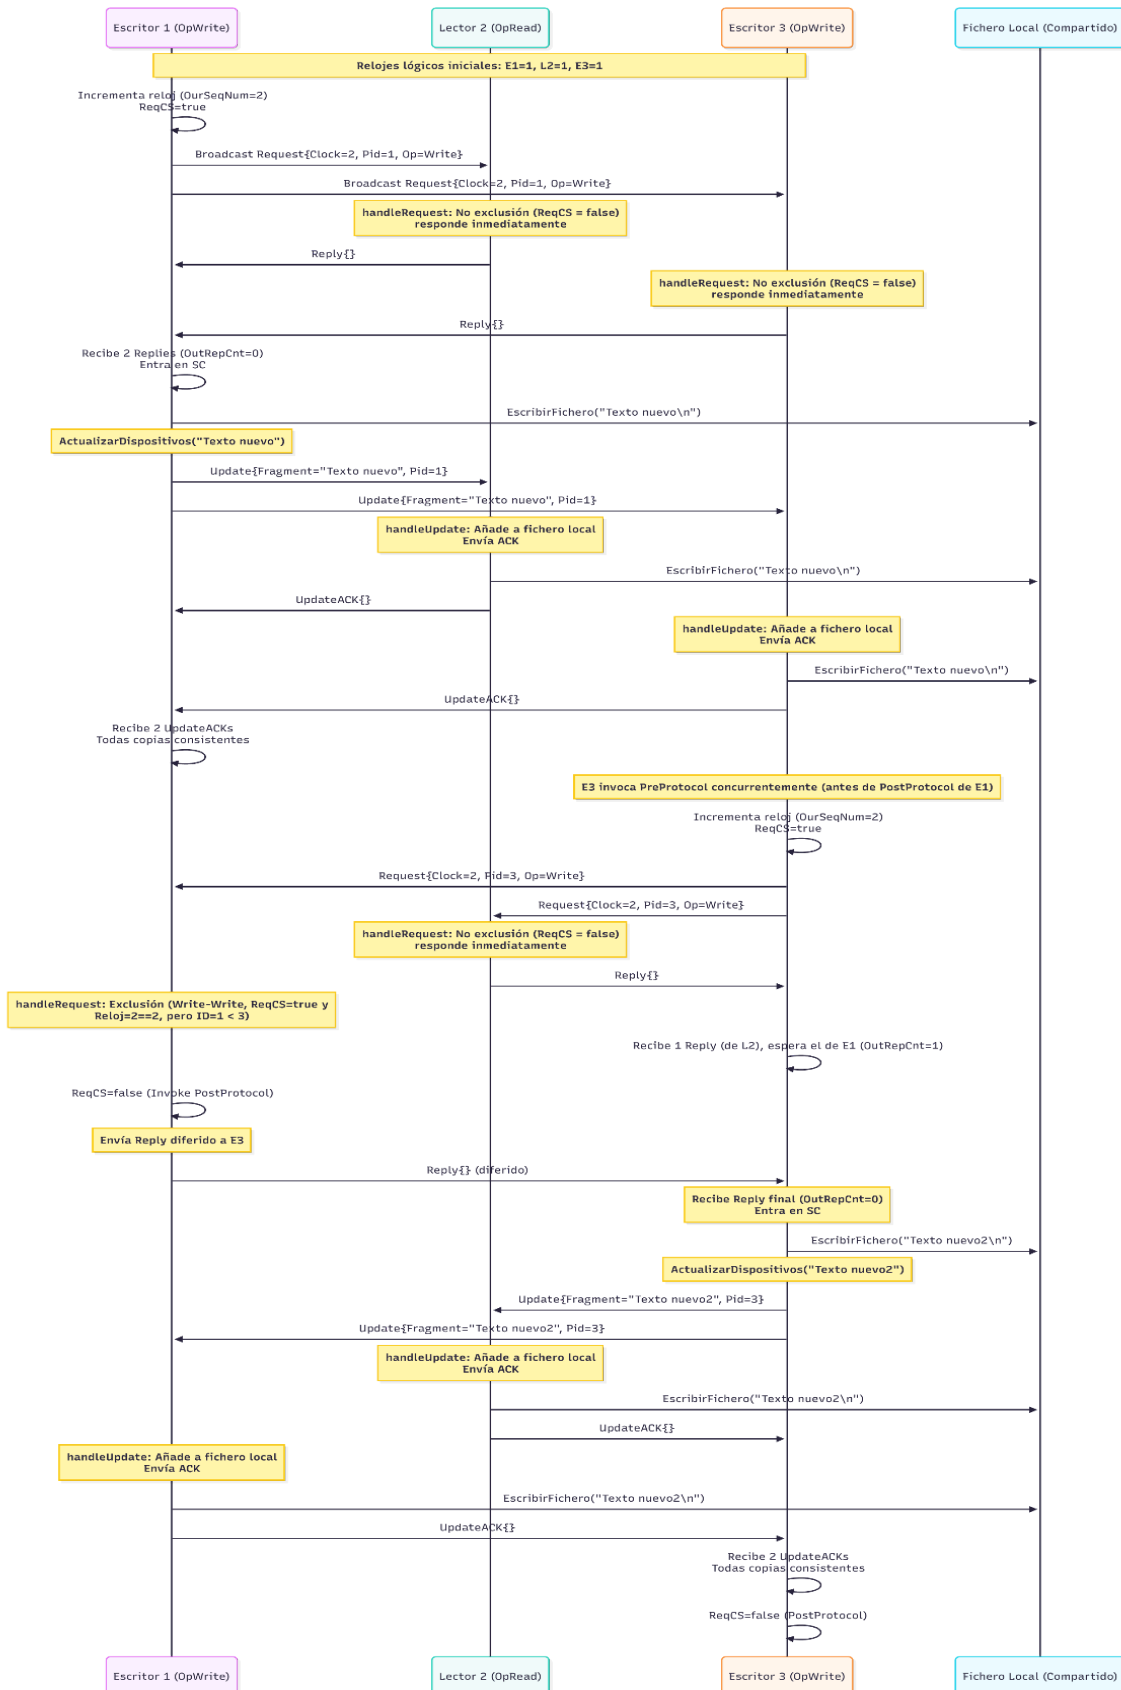 Escritor 1 (OpWrite)
Lector 2 (OpRead)
Escritor 3 (OpWrite)
Fichero Local (Compartido)
Relojes lógicos iniciales: E1=1, L2=1, E3=1
Incrementa reloj (OurSeqNum=2)
ReqCS=true
Broadcast Request{Clock=2, Pid=1, Op=Write}
Broadcast Request{Clock=2, Pid=1, Op=Write}
handleRequest: No exclusión (ReqCS = false)
responde inmediatamente
Reply{}
handleRequest: No exclusión (ReqCS = false)
responde inmediatamente
Reply{}
Recibe 2 Replies (OutRepCnt=0)
Entra en SC
EscribirFichero("Texto nuevo\n")
ActualizarDispositivos("Texto nuevo")
Update{Fragment="Texto nuevo", Pid=1}
Update{Fragment="Texto nuevo", Pid=1}
handleUpdate: Añade a fichero local
Envía ACK
EscribirFichero("Texto nuevo\n")
UpdateACK{}
handleUpdate: Añade a fichero local
Envía ACK
EscribirFichero("Texto nuevo\n")
UpdateACK{}
Recibe 2 UpdateACKs
Todas copias consistentes
E3 invoca PreProtocol concurrentemente (antes de PostProtocol de E1)
Incrementa reloj (OurSeqNum=2)
ReqCS=true
Request{Clock=2, Pid=3, Op=Write}
Request{Clock=2, Pid=3, Op=Write}
handleRequest: No exclusión (ReqCS = false)
responde inmediatamente
Reply{}
handleRequest: Exclusión (Write-Write, ReqCS=true y
Reloj=2==2, pero ID=1 < 3)
Recibe 1 Reply (de L2), espera el de E1 (OutRepCnt=1)
ReqCS=false (Invoke PostProtocol)
Envía Reply diferido a E3
Reply{} (diferido)
Recibe Reply final (OutRepCnt=0)
Entra en SC
EscribirFichero("Texto nuevo2\n")
ActualizarDispositivos("Texto nuevo2")
Update{Fragment="Texto nuevo2", Pid=3}
Update{Fragment="Texto nuevo2", Pid=3}
handleUpdate: Añade a fichero local
Envía ACK
EscribirFichero("Texto nuevo2\n")
UpdateACK{}
handleUpdate: Añade a fichero local
Envía ACK
EscribirFichero("Texto nuevo2\n")
UpdateACK{}
Recibe 2 UpdateACKs
Todas copias consistentes
ReqCS=false (PostProtocol)
Escritor 1 (OpWrite)
Lector 2 (OpRead)
Escritor 3 (OpWrite)
Fichero Local (Compartido)